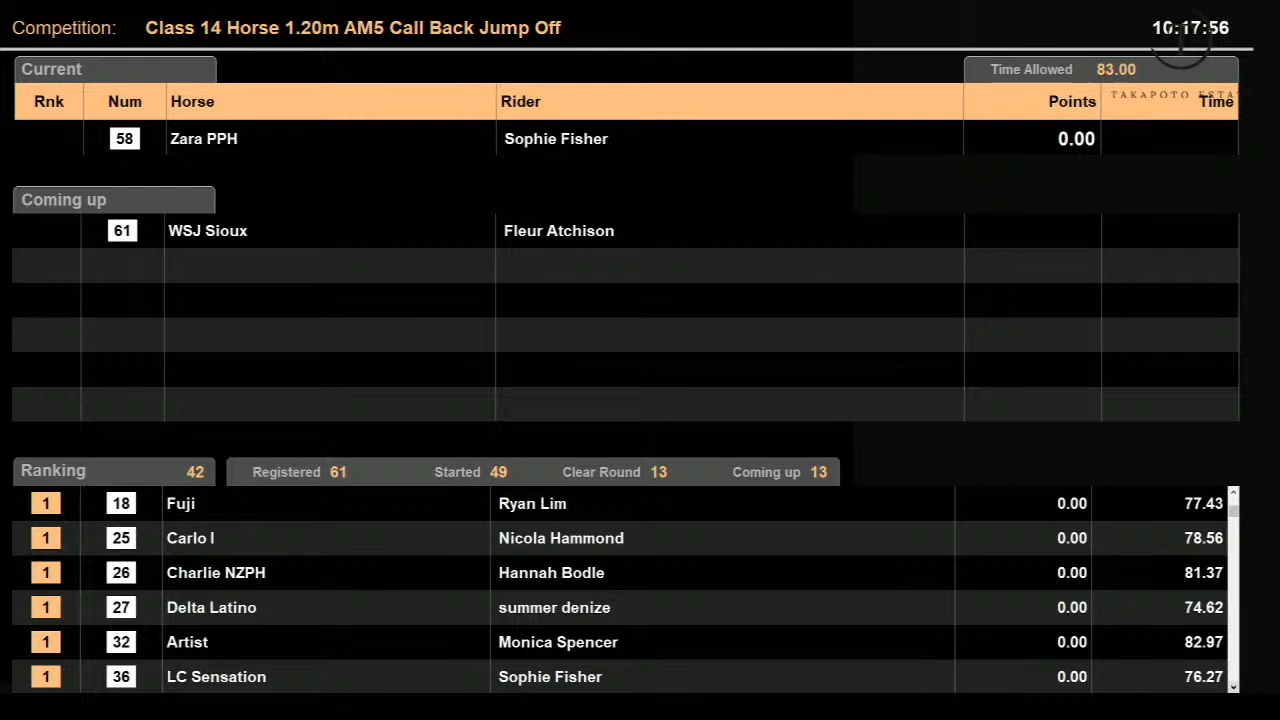 Competition: Class 14 Horse 1.20m AM5 Call Back Jump Off 10:17:56
Current Time Allowed 83.00
TAKAPOTO ESTA
Rnk Num Horse Rider Points Time
58 Zara PPH Sophie Fisher 0.00
Coming up
61 WSJ Sioux Fleur Atchison
Ranking 42 Registered 61 Started 49 Clear Round 13 Coming up 13
1 18 Fuji Ryan Lim 0.00 77.43
1 25 Carlo I Nicola Hammond 0.00 78.56
1 26 Charlie NZPH Hannah Bodle 0.00 81.37
1 27 Delta Latino summer denize 0.00 74.62
1 32 Artist Monica Spencer 0.00 82.97
1 36 LC Sensation Sophie Fisher 0.00 76.27